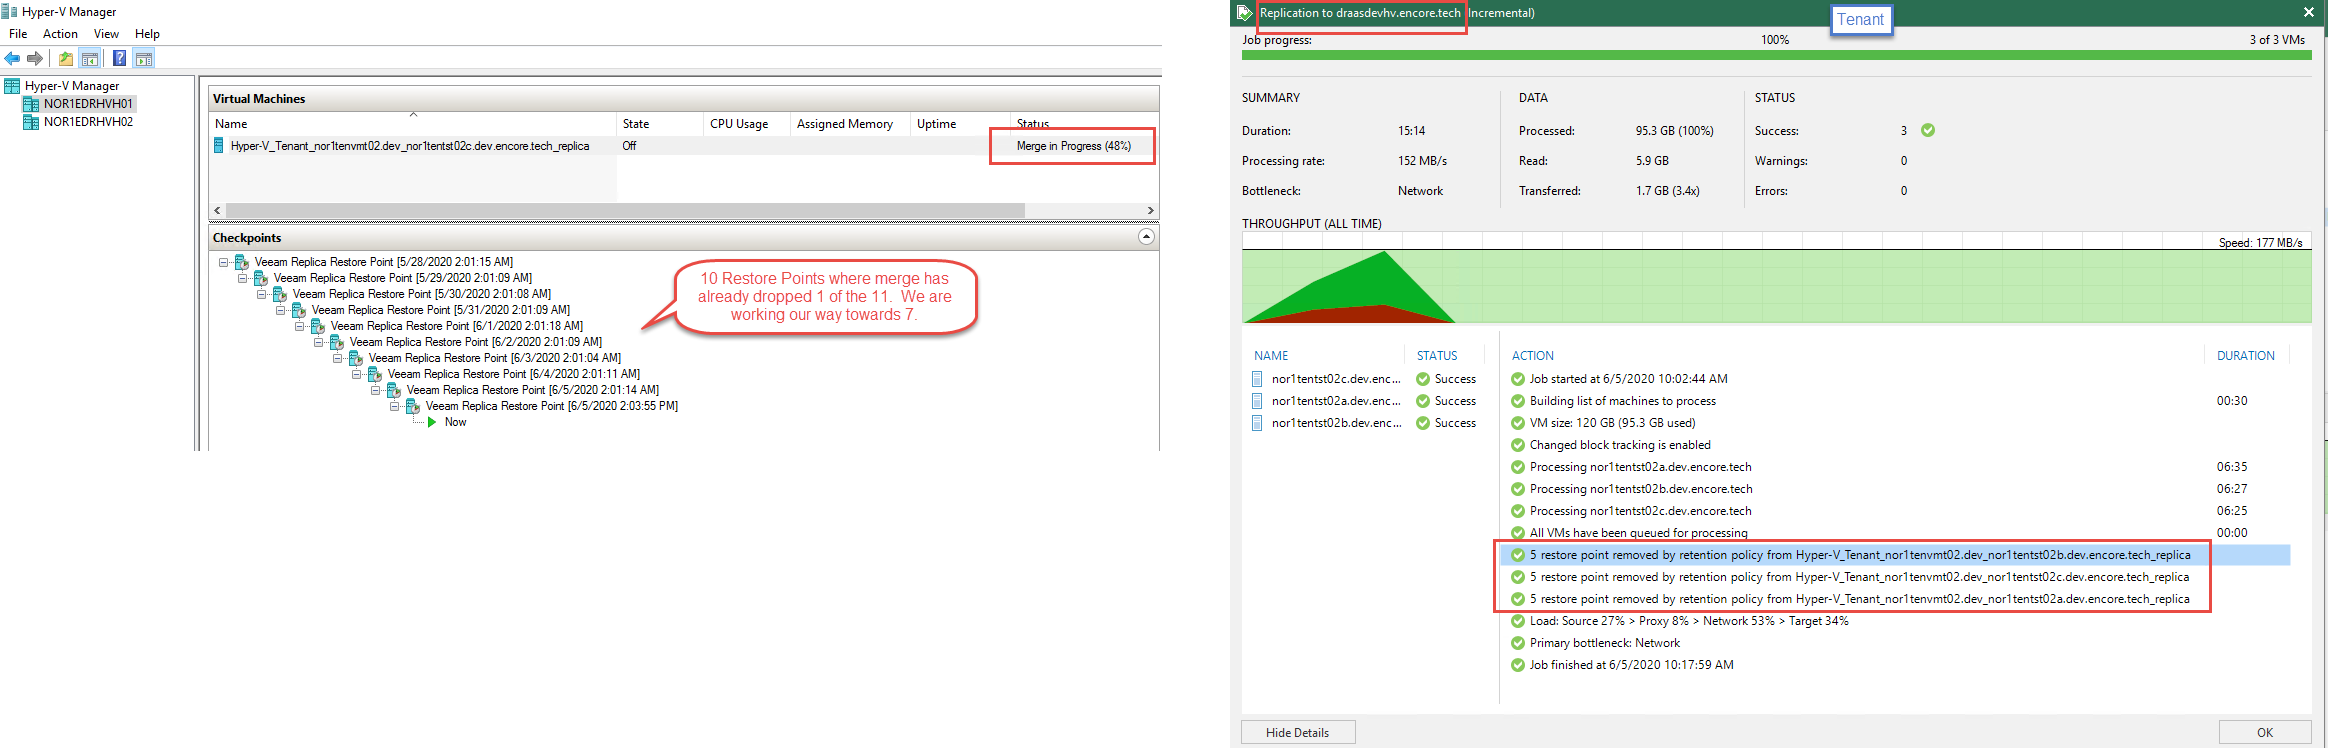 Hyper-V Manager
File Action View Help
Hyper-V Manager
NOR1EDRHVH01
NOR1EDRHVH02
Virtual Machines
Name State CPU Usage Assigned Memory Uptime Status
Hyper-V_Tenant_nor1tenvmt02.dev_nor1tentst02c.dev.encore.tech_replica Off Merge in Progress (48%)
Checkpoints
Veeam Replica Restore Point [5/28/2020 2:01:15 AM]
Veeam Replica Restore Point [5/29/2020 2:01:09 AM]
Veeam Replica Restore Point [5/30/2020 2:01:08 AM]
Veeam Replica Restore Point [5/31/2020 2:01:09 AM]
Veeam Replica Restore Point [6/1/2020 2:01:18 AM]
Veeam Replica Restore Point [6/2/2020 2:01:09 AM]
Veeam Replica Restore Point [6/3/2020 2:01:04 AM]
Veeam Replica Restore Point [6/4/2020 2:01:11 AM]
Veeam Replica Restore Point [6/5/2020 2:01:14 AM]
Veeam Replica Restore Point [6/5/2020 2:03:55 PM]
Now
10 Restore Points where merge has
already dropped 1 of the 11. We are
working our way towards 7.
Replication to draasdevhv.encore.tech Incremental)
Tenant
Job progress: 100% 3 of 3 VMs
SUMMARY DATA STATUS
Duration: 15:14 Processed: 95.3 GB (100%) Success: 3
Processing rate: 152 MB/s Read: 5.9 GB Warnings: 0
Bottleneck: Network Transferred: 1.7 GB (3.4x) Errors: 0
THROUGHPUT (ALL TIME)
Speed: 177 MB/s
NAME STATUS ACTION DURATION
nor1tentst02c.dev.enc... Success
nor1tentst02a.dev.enc... Success
nor1tentst02b.dev.enc... Success
Job started at 6/5/2020 10:02:44 AM
Building list of machines to process 00:30
VM size: 120 GB (95.3 GB used)
Changed block tracking is enabled
Processing nor1tentst02a.dev.encore.tech 06:35
Processing nor1tentst02b.dev.encore.tech 06:27
Processing nor1tentst02c.dev.encore.tech 06:25
All VMs have been queued for processing 00:00
5 restore point removed by retention policy from Hyper-V_Tenant_nor1tenvmt02.dev_nor1tentst02b.dev.encore.tech_replica
5 restore point removed by retention policy from Hyper-V_Tenant_nor1tenvmt02.dev_nor1tentst02c.dev.encore.tech_replica
5 restore point removed by retention policy from Hyper-V_Tenant_nor1tenvmt02.dev_nor1tentst02a.dev.encore.tech_replica
Load: Source 27% > Proxy 8% > Network 53% > Target 34%
Primary bottleneck: Network
Job finished at 6/5/2020 10:17:59 AM
Hide Details OK